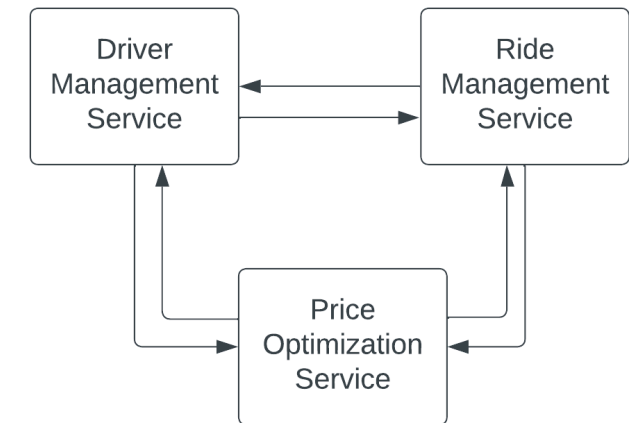 Driver
Management
Service
Ride
Management
Service
Price
Optimization
Service